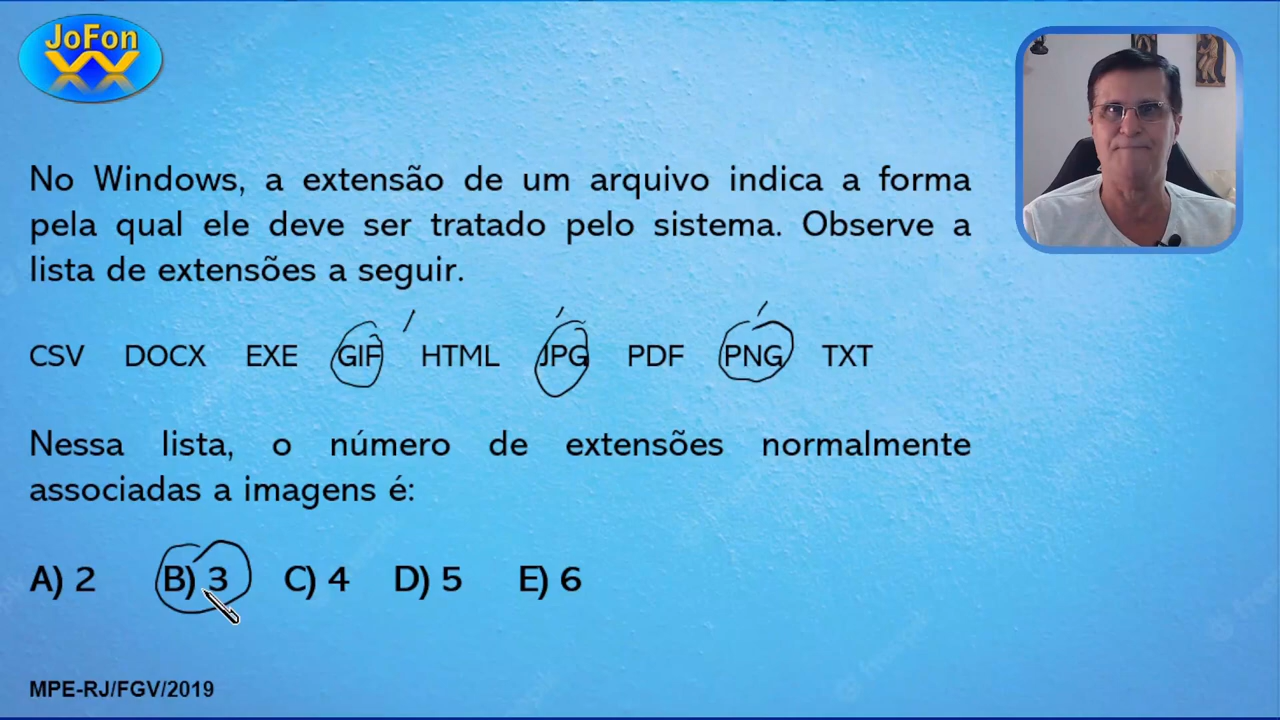 JoFon
No Windows, a extensão de um arquivo indica a forma
pela qual ele deve ser tratado pelo sistema. Observe a
lista de extensões a seguir.
CSV DOCX EXE GIF HTML JPG PDF PNG TXT
Nessa lista, o número de extensões normalmente
associadas a imagens é:
A) 2 B) 3 C) 4 D) 5 E) 6
MPE-RJ/FGV/2019